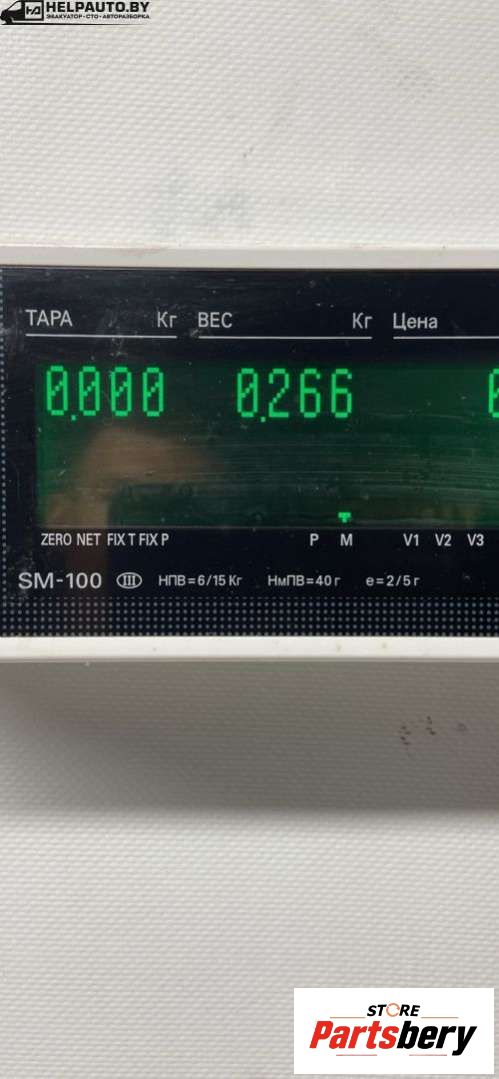 HELPAUTO.BY
ЭВАКУАТОР·СТО·АВТОРАЗБОРКА
ТАРА Кг ВЕС Кг Цена
0.000 0.266
ZERO NET FIX T FIX P P M V1 V2 V3
SM-100 III НПВ=6/15 Кг НмПВ=40 г e=2/5 г
STORE
Partsbery